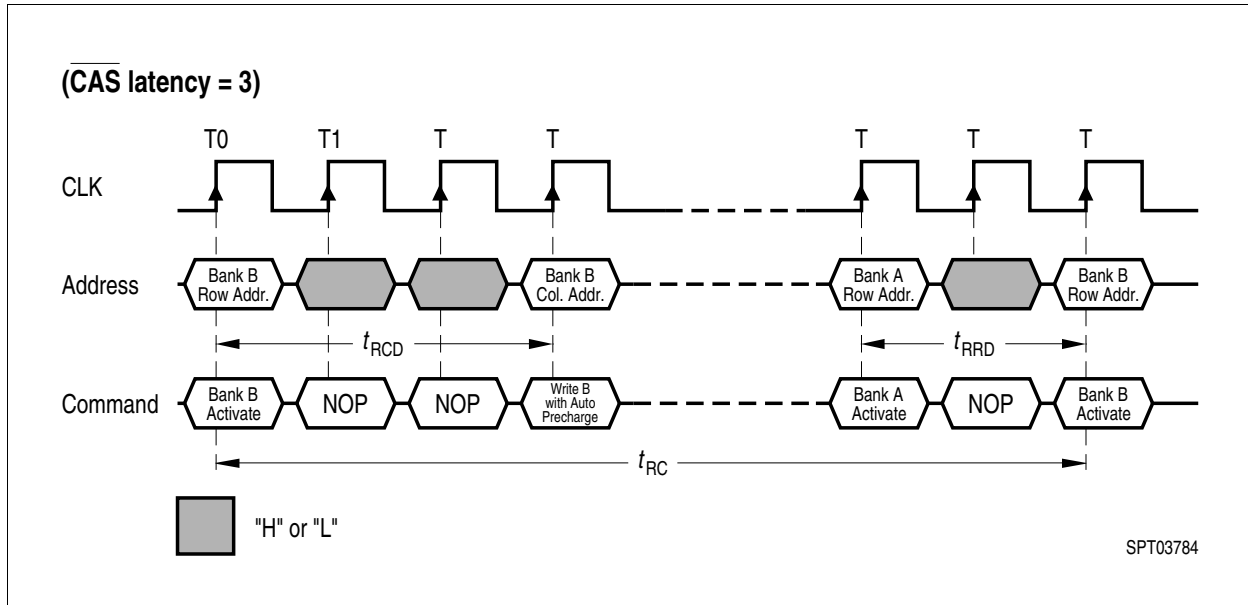 (CAS latency = 3)
T0 T1 T T T T T
CLK
Address
Bank B
Row Addr.
Bank B
Col. Addr.
Bank A
Row Addr.
Bank B
Row Addr.
tRCD
tRRD
Command
Bank B
Activate
NOP
NOP
Write B
with Auto
Precharge
Bank A
Activate
NOP
Bank B
Activate
tRC
"H" or "L"
SPT03784